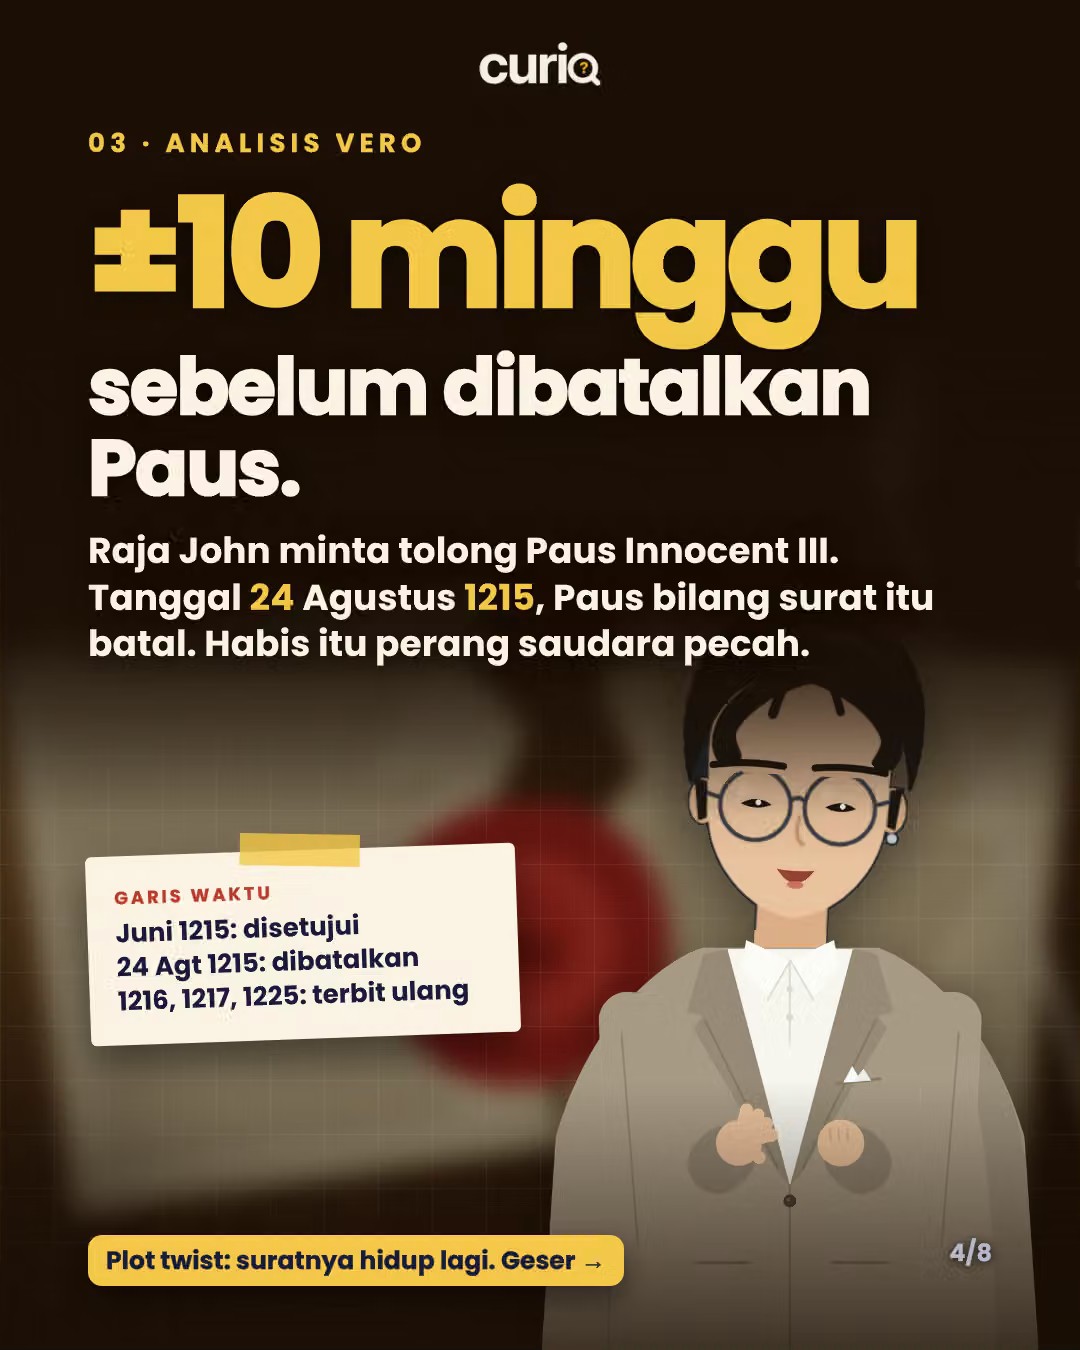 curiQ
03 · ANALISIS VERO
±10 minggu
sebelum dibatalkan
Paus.
Raja John minta tolong Paus Innocent III.
Tanggal 24 Agustus 1215, Paus bilang surat itu
batal. Habis itu perang saudara pecah.
GARIS WAKTU
Juni 1215: disetujui
24 Agt 1215: dibatalkan
1216, 1217, 1225: terbit ulang
Plot twist: suratnya hidup lagi. Geser →
4/8